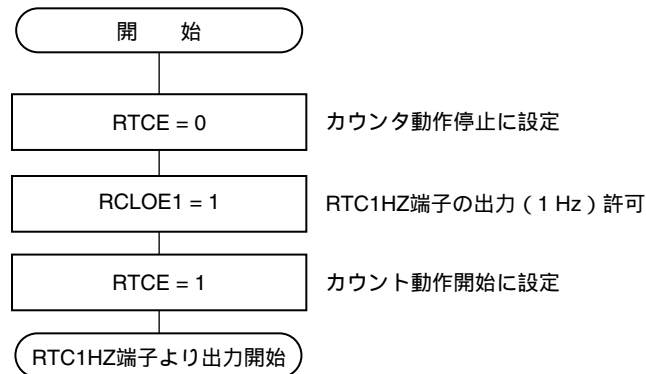 開　始
RTCE = 0　カウンタ動作停止に設定
RCLOE1 = 1　RTC1HZ端子の出力（1 Hz）許可
RTCE = 1　カウント動作開始に設定
RTC1HZ端子より出力開始